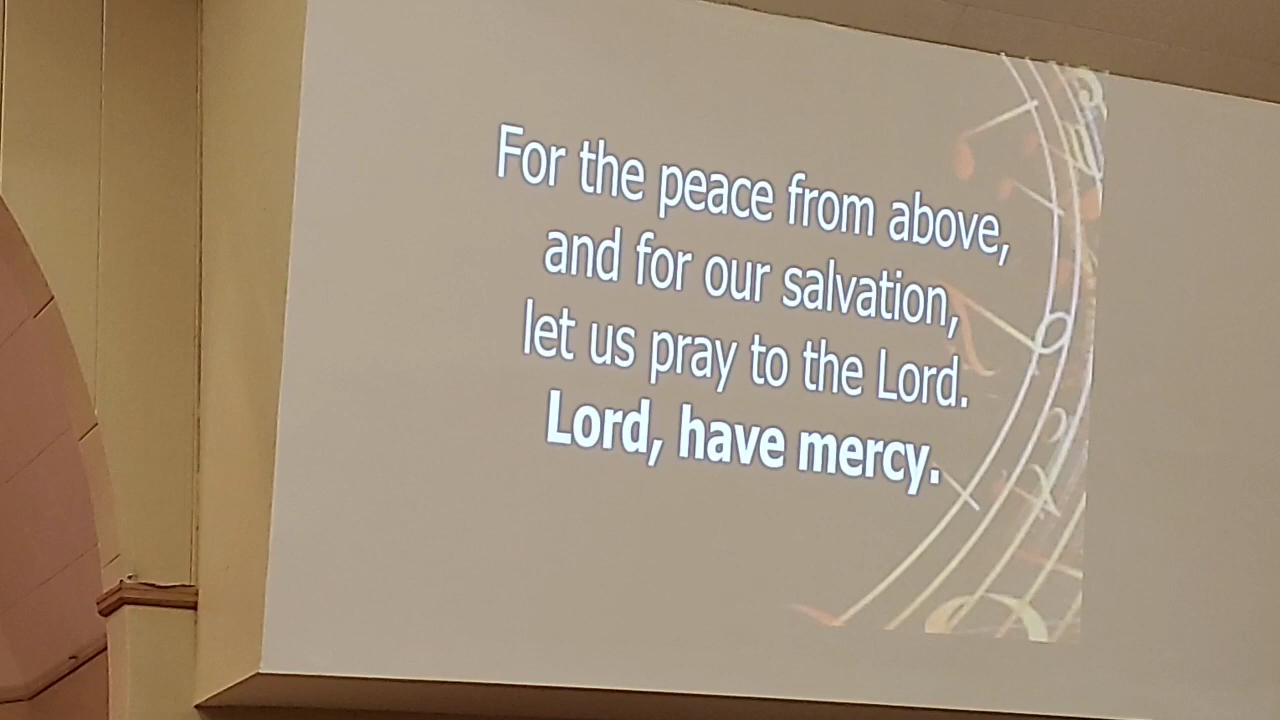 For the peace from above,
and for our salvation,
let us pray to the Lord.
Lord, have mercy.